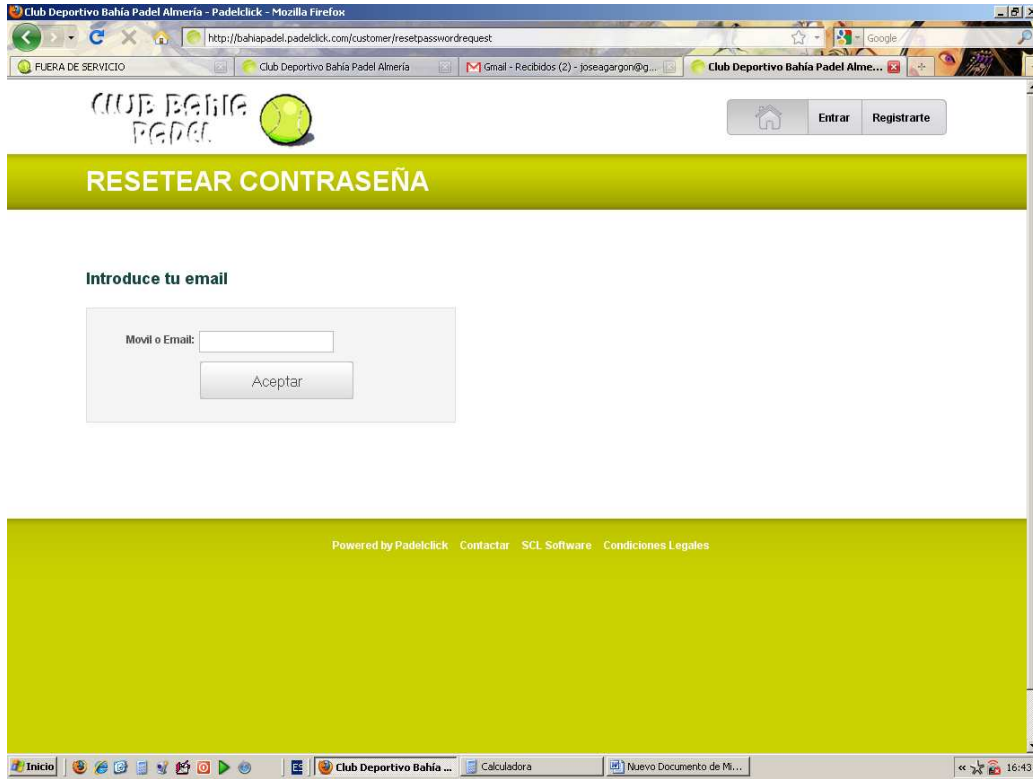 Club Deportivo Bahía Padel Almería - Padelclick - Mozilla Firefox
http://bahiapadel.padelclick.com/customer/resetpasswordrequest
Google
FUERA DE SERVICIO
Club Deportivo Bahía Padel Almería
Gmail - Recibidos (2) - joseagargon@g...
Club Deportivo Bahía Padel Alme...
CLUB BAHIA
PADEL
Entrar
Registrarte
RESETEAR CONTRASEÑA
Introduce tu email
Movil o Email:
Aceptar
Powered by Padelclick Contactar SCL Software Condiciones Legales
Inicio
Club Deportivo Bahía ...
Calculadora
Nuevo Documento de Mi...
16:43